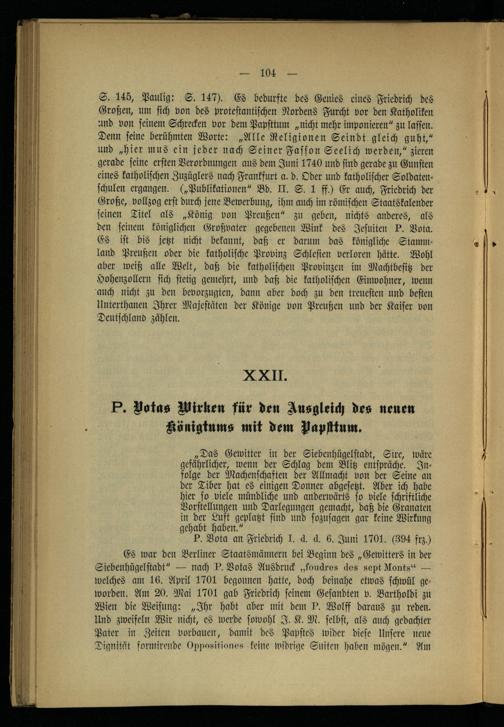 — 104 —
S. 145, Paulig: S. 147). Es bedurfte des Genies eines Friedrich des
Großen, um sich von des protestantischen Nordens Furcht vor den Katholiken
und von seinem Schrecken vor dem Papsttum „nicht mehr imponieren“ zu lassen.
Denn seine berühmten Worte: „Alle Religionen Seindt gleich guht,“
und „hier mus ein jeder nach Seiner Fasson Seelich werden,“ zieren
gerade seine ersten Verordnungen aus dem Juni 1740 und sind gerade zu Gunsten
eines katholischen Zuzüglers nach Frankfurt a. d. Oder und katholischer Soldaten-
schulen ergangen. („Publikationen“ Bd. II. S. 1 ff.) Er auch, Friedrich der
Große, vollzog erst durch jene Bewerbung, ihm auch im römischen Staatskalender
seinen Titel als „König von Preußen“ zu geben, nichts anderes, als
den seinem königlichen Großvater gegebenen Wink des Jesuiten P. Vota.
Es ist bis jetzt nicht bekannt, daß er darum das königliche Stamm-
land Preußen oder die katholische Provinz Schlesien verloren hätte. Wohl
aber weiß alle Welt, daß die katholischen Provinzen im Machtbesitz der
Hohenzollern sich stetig gemehrt, und daß die katholischen Einwohner, wenn
auch nicht zu den bevorzugten, dann aber doch zu den treuesten und besten
Unterthanen Ihrer Majestäten der Könige von Preußen und der Kaiser von
Deutschland zählen.
XXII.
P. Votas Wirken für den Ausgleich des neuen
Königtums mit dem Papsttum.
„Das Gewitter in der Siebenhügelstadt, Sire, wäre
gefährlicher, wenn der Schlag dem Blitz entspräche. In-
folge der Machenschaften der Allmacht von der Seine an
der Tiber hat es einigen Donner abgesetzt. Aber ich habe
hier so viele mündliche und anderwärts so viele schriftliche
Vorstellungen und Darlegungen gemacht, daß die Granaten
in der Luft geplatzt sind und sozusagen gar keine Wirkung
gehabt haben.“
P. Vota an Friedrich I. d. d. 6. Juni 1701. (394 frz.)
Es war den Berliner Staatsmännern bei Beginn des „Gewitters in der
Siebenhügelstadt“ — nach P. Votas Ausdruck „foudres des sept Monts“ —
welches am 16. April 1701 begonnen hatte, doch beinahe etwas schwül ge-
worden. Am 20. Mai 1701 gab Friedrich seinem Gesandten v. Bartholdi zu
Wien die Weisung: „Ihr habt aber mit dem P. Wolff daraus zu reden.
Und zweifeln Wir nicht, es werde sowohl J. K. M. selbst, als auch gedachter
Pater in Zeiten vorbauen, damit des Papstes wider diese Unsere neue
Dignität formirende Oppositiones keine widrige Suiten haben mögen.“ Am